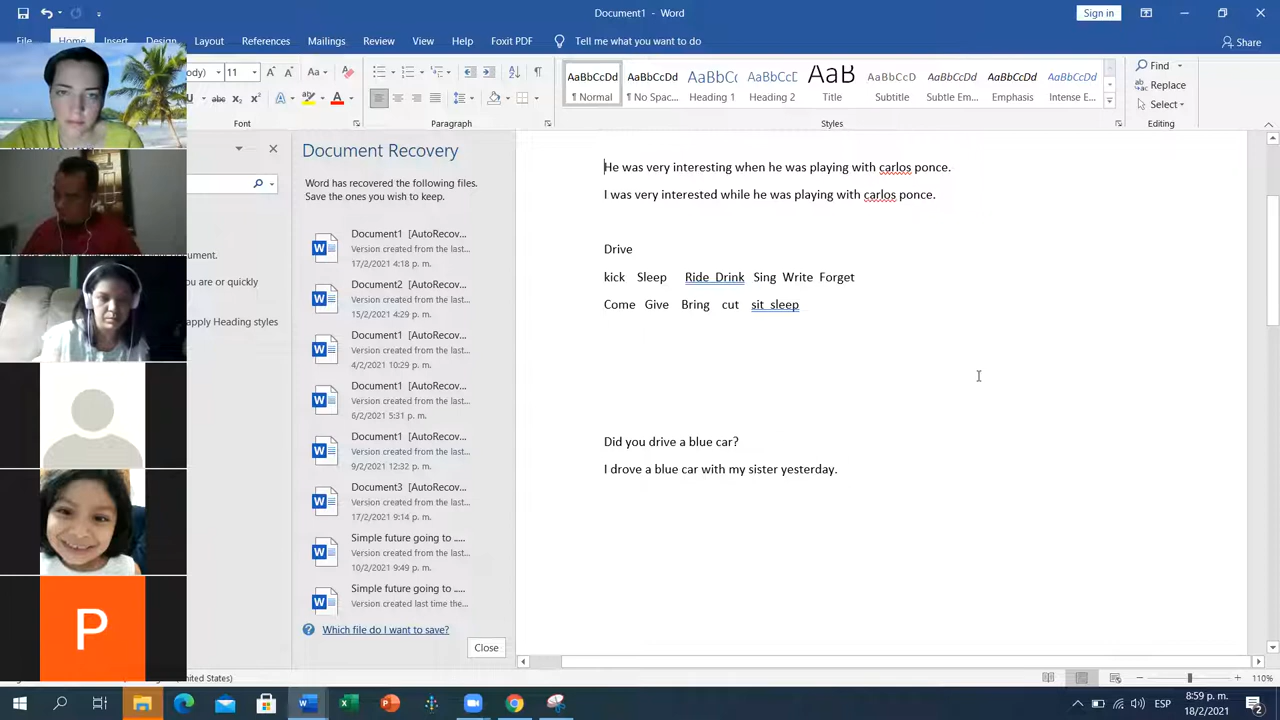 Document1 - Word
Sign in
File Home Insert Design Layout References Mailings Review View Help Foxit PDF Tell me what you want to do
Share
11
AaBbCcDd AaBbCcDd AaBbCc AaBbCcD AaB AaBbCcD AaBbCcDd AaBbCcDd AaBbCcDd
¶ Normal ¶ No Spac... Heading 1 Heading 2 Title Subtitle Subtle Em... Emphasis Intense E...
Find
Replace
Select
Font Paragraph Styles Editing
ocument.
you are or quickly
apply Heading styles
Document Recovery
Word has recovered the following files.
Save the ones you wish to keep.
Document1 [AutoRecov...
Version created from the last...
17/2/2021 4:18 p. m.
Document2 [AutoRecov...
Version created from the last...
15/2/2021 4:29 p. m.
Document1 [AutoRecov...
Version created from the last...
4/2/2021 10:29 p. m.
Document1 [AutoRecov...
Version created from the last...
6/2/2021 5:31 p. m.
Document1 [AutoRecov...
Version created from the last...
9/2/2021 12:32 p. m.
Document3 [AutoRecov...
Version created from the last...
17/2/2021 9:14 p. m.
Simple future going to .....
Version created from the last...
10/2/2021 9:49 p. m.
Simple future going to .....
Version created last time the...
Which file do I want to save?
Close
He was very interesting when he was playing with carlos ponce.
I was very interested while he was playing with carlos ponce.
Drive
kick Sleep Ride Drink Sing Write Forget
Come Give Bring cut sit sleep
Did you drive a blue car?
I drove a blue car with my sister yesterday.
P
United States)
110%
ESP
8:59 p. m.
18/2/2021
2